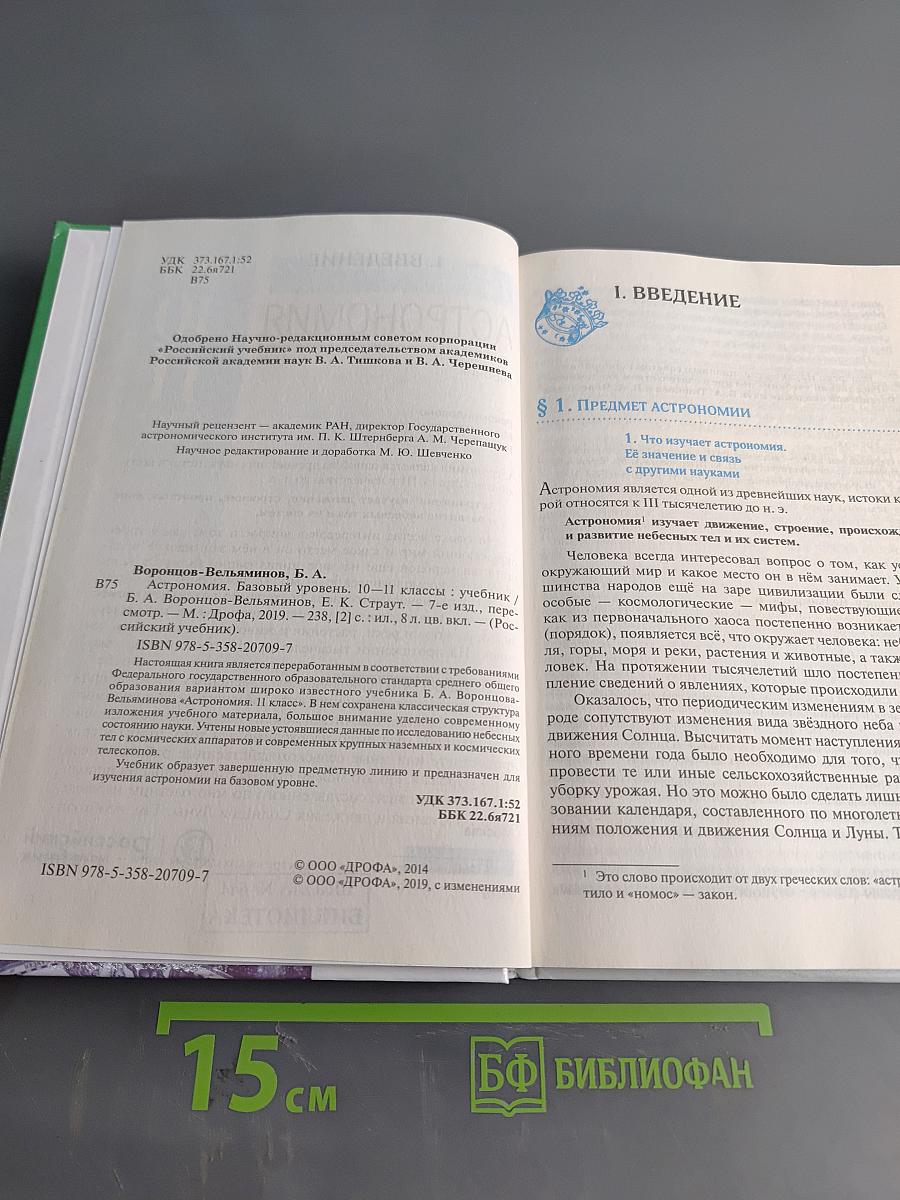 УДК 373.167.1:52
ББК 22.6я721
В75
Одобрено Научно-редакционным советом корпорации
«Российский учебник» под председательством академиков
Российской академии наук В. А. Тишкова и В. А. Черешнева
Научный рецензент — академик РАН, директор Государственного
астрономического института им. П. К. Штернберга А. М. Черепащук
Научное редактирование и доработка М. Ю. Шевченко
Воронцов-Вельяминов, Б. А.
В75 Астрономия. Базовый уровень. 10—11 классы : учебник /
Б. А. Воронцов-Вельяминов, Е. К. Страут. — 7-е изд., пере-
смотр. — М. : Дрофа, 2019. — 238, [2] с. : ил., 8 л. цв. вкл. — (Рос-
сийский учебник).
ISBN 978-5-358-20709-7
Настоящая книга является переработанным в соответствии с требованиями
Федерального государственного образовательного стандарта среднего общего
образования вариантом широко известного учебника Б. А. Воронцова-
Вельяминова «Астрономия. 11 класс». В нем сохранена классическая структура
изложения учебного материала, большое внимание уделено современному
состоянию науки. Учтены новые устоявшиеся данные по исследованию небесных
тел с космических аппаратов и современных крупных наземных и космических
телескопов.
Учебник образует завершенную предметную линию и предназначен для
изучения астрономии на базовом уровне.
УДК 373.167.1:52
ББК 22.6я721
ISBN 978-5-358-20709-7
© ООО «ДРОФА», 2014
© ООО «ДРОФА», 2019, с изменениями
I. ВВЕДЕНИЕ
§ 1. Предмет астрономии
1. Что изучает астрономия.
Её значение и связь
с другими науками
Астрономия является одной из древнейших наук, истоки к
рой относятся к III тысячелетию до н. э.
Астрономия¹ изучает движение, строение, происхож
и развитие небесных тел и их систем.
Человека всегда интересовал вопрос о том, как ус
окружающий мир и какое место он в нём занимает. У
шинства народов ещё на заре цивилизации были сл
особые — космологические — мифы, повествующие
как из первоначального хаоса постепенно возникает
(порядок), появляется всё, что окружает человека: неб
ля, горы, моря и реки, растения и животные, а такж
ловек. На протяжении тысячелетий шло постепенн
пление сведений о явлениях, которые происходили
Оказалось, что периодическим изменениям в зе
роде сопутствуют изменения вида звёздного неба
движения Солнца. Высчитать момент наступления
ного времени года было необходимо для того, ч
провести те или иные сельскохозяйственные ра
уборку урожая. Но это можно было сделать лишь
зовании календаря, составленного по многолетн
ниям положения и движения Солнца и Луны. Т
¹ Это слово происходит от двух греческих слов: «астр
тило и «номос» — закон.
15 см
БФ БИБЛИОФАН